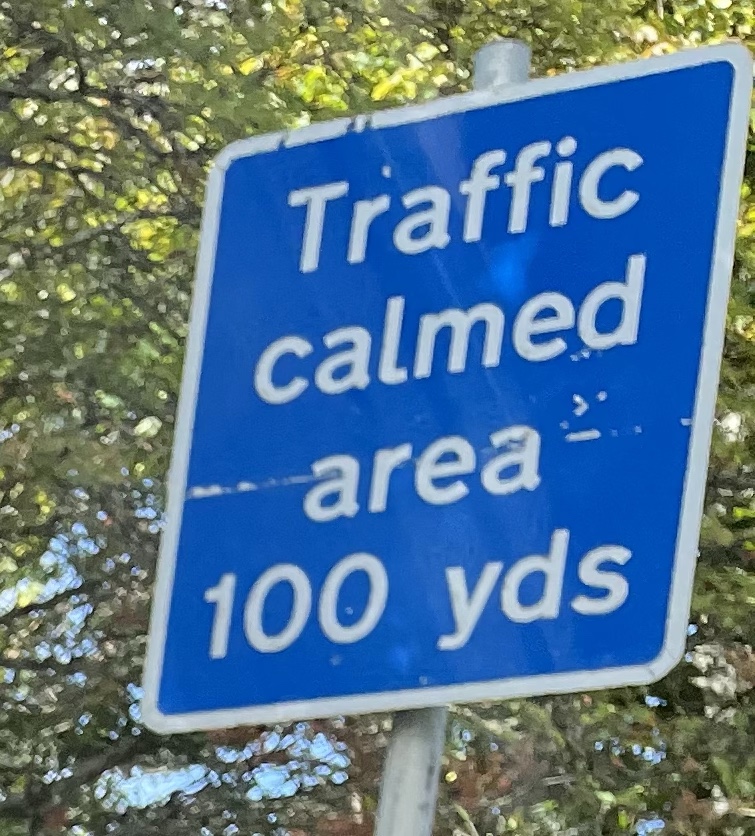 Traffic
calmed
area
100 yds